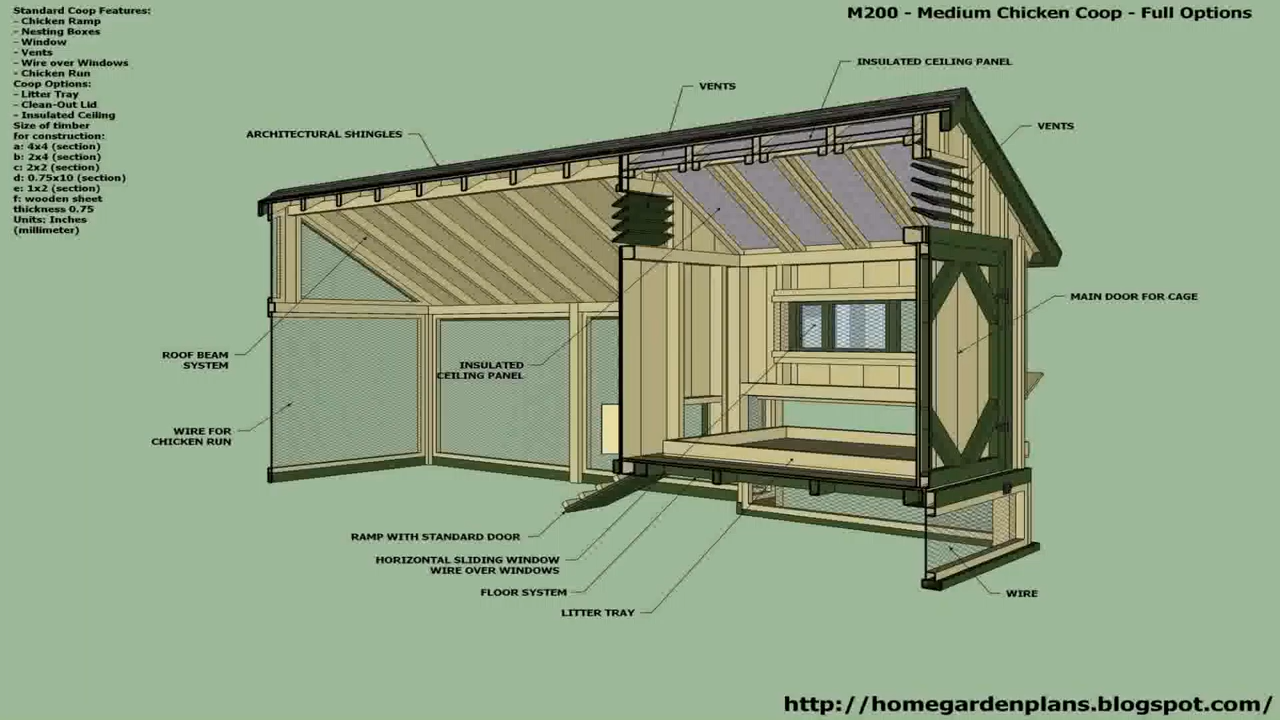 Standard Coop Features:
- Chicken Ramp
- Nesting Boxes
- Window
- Vents
- Wire over Windows
- Chicken Run
Coop Options:
- Litter Tray
- Clean-Out Lid
- Insulated Ceiling
Size of timber
for construction:
a: 4x4 (section)
b: 2x4 (section)
c: 2x2 (section)
d: 0.75x10 (section)
e: 1x2 (section)
f: wooden sheet
thickness 0.75
Units: Inches
(millimeter)
M200 - Medium Chicken Coop - Full Options
INSULATED CEILING PANEL
VENTS
VENTS
ARCHITECTURAL SHINGLES
MAIN DOOR FOR CAGE
ROOF BEAM
SYSTEM
INSULATED
CEILING PANEL
WIRE FOR
CHICKEN RUN
RAMP WITH STANDARD DOOR
HORIZONTAL SLIDING WINDOW
WIRE OVER WINDOWS
FLOOR SYSTEM
WIRE
LITTER TRAY
http://homegardenplans.blogspot.com/